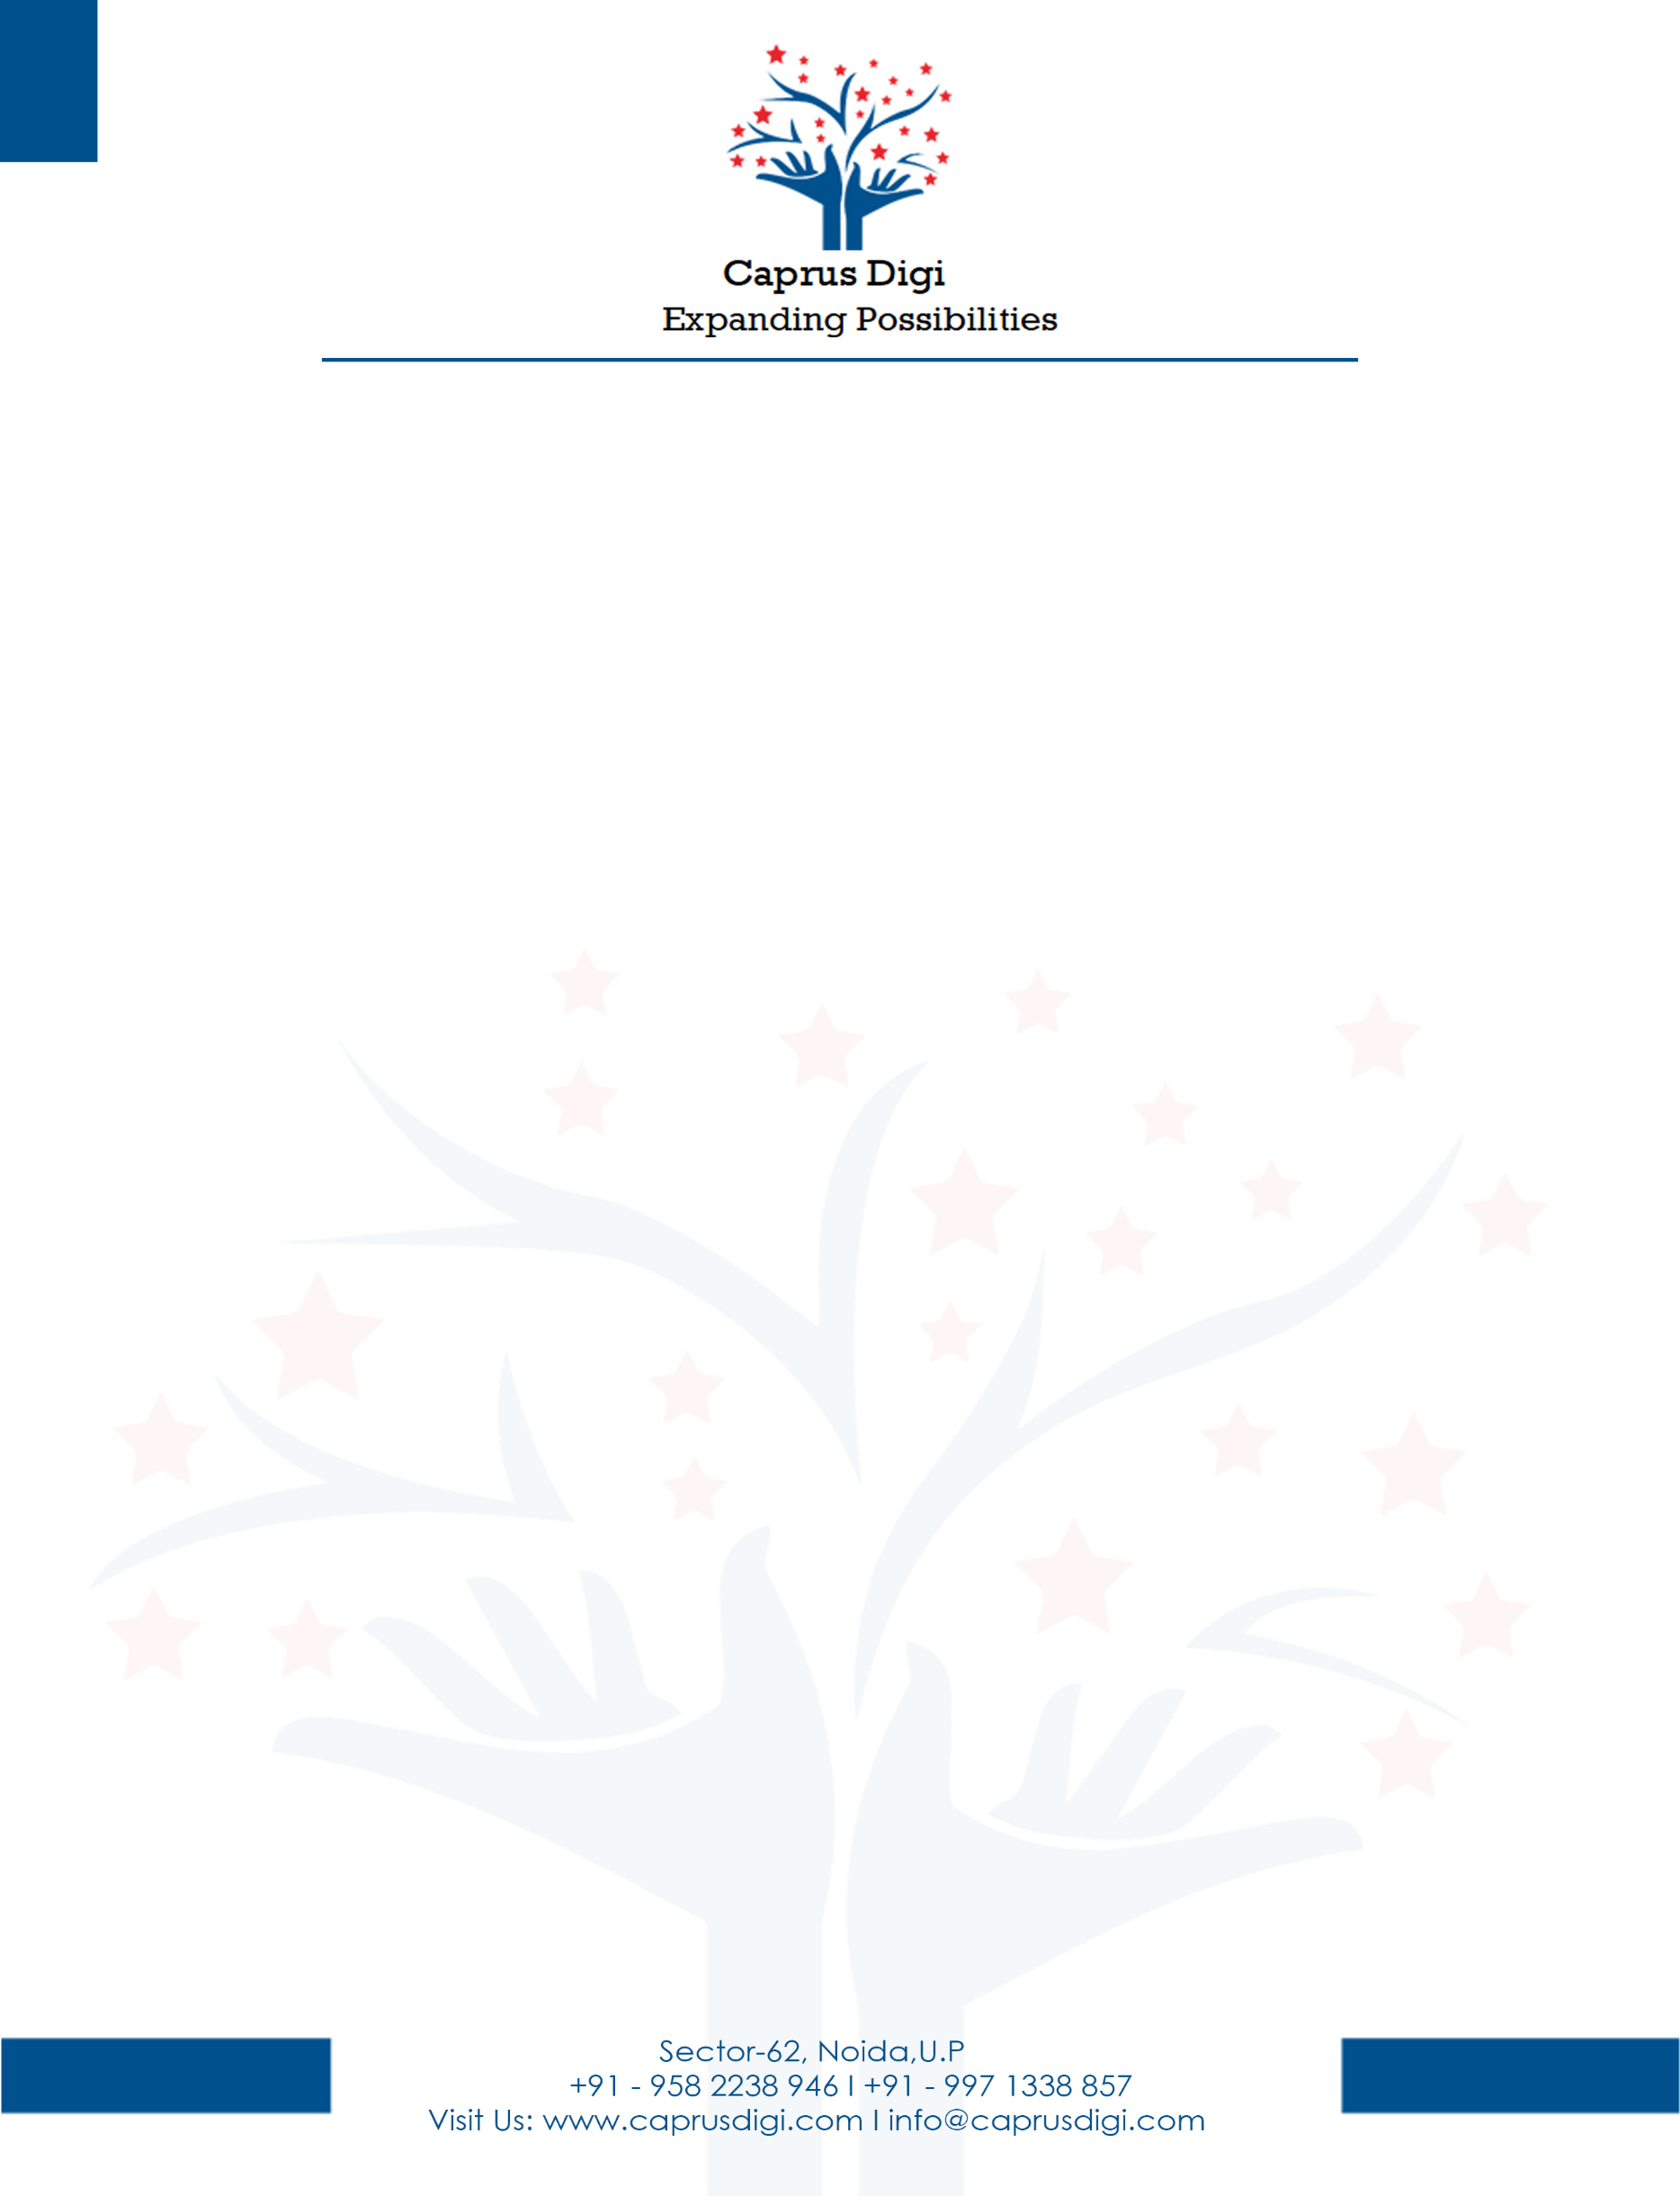 Caprus Digi
Expanding Possibilities
Sector-62, Noida,U.P
+91 - 958 2238 946 I +91 - 997 1338 857
Visit Us: www.caprusdigi.com I info@caprusdigi.com